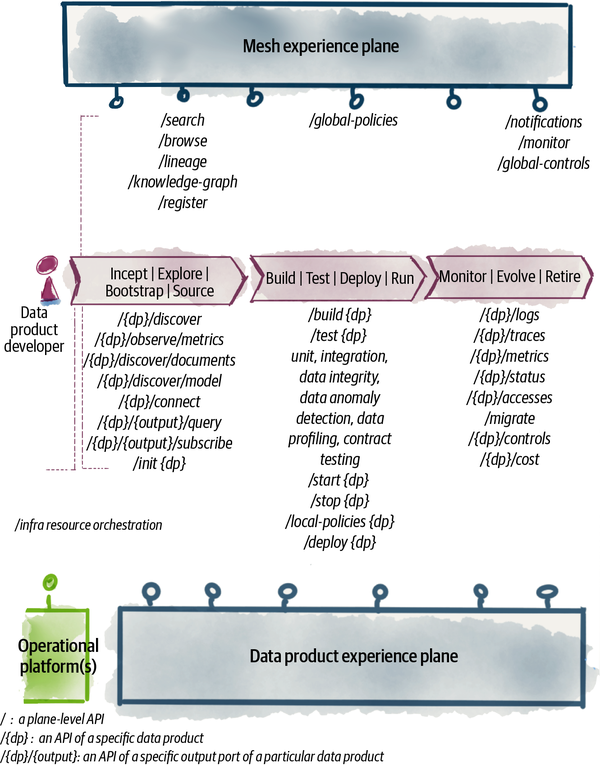 Mesh experience plane
/search
/browse
/lineage
/knowledge-graph
/register
/global-policies
/notifications
/monitor
/global-controls
Data
product
developer
Incept | Explore |
Bootstrap | Source
Build | Test | Deploy | Run
Monitor | Evolve | Retire
/{dp}/discover
/{dp}/observe/metrics
/{dp}/discover/documents
/{dp}/discover/model
/{dp}/connect
/{dp}/{output}/query
/{dp}/{output}/subscribe
/init {dp}
/build {dp}
/test {dp}
unit, integration,
data integrity,
data anomaly
detection, data
profiling, contract
testing
/start {dp}
/stop {dp}
/local-policies {dp}
/deploy {dp}
/{dp}/logs
/{dp}/traces
/{dp}/metrics
/{dp}/status
/{dp}/accesses
/migrate
/{dp}/controls
/{dp}/cost
/infra resource orchestration
Operational
platform(s)
Data product experience plane
/ : a plane-level API
/{dp} : an API of a specific data product
/{dp}/{output}: an API of a specific output port of a particular data product